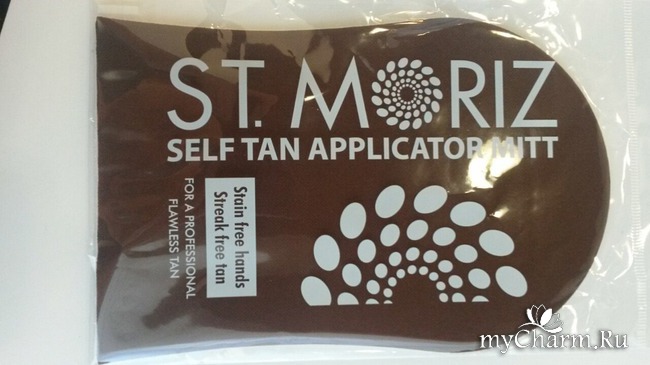 ST. MORIZ
SELF TAN APPLICATOR MITT
Stain free hands
Streak free tan
FOR A PROFESSIONAL
FLAWLESS TAN
myCharm.Ru